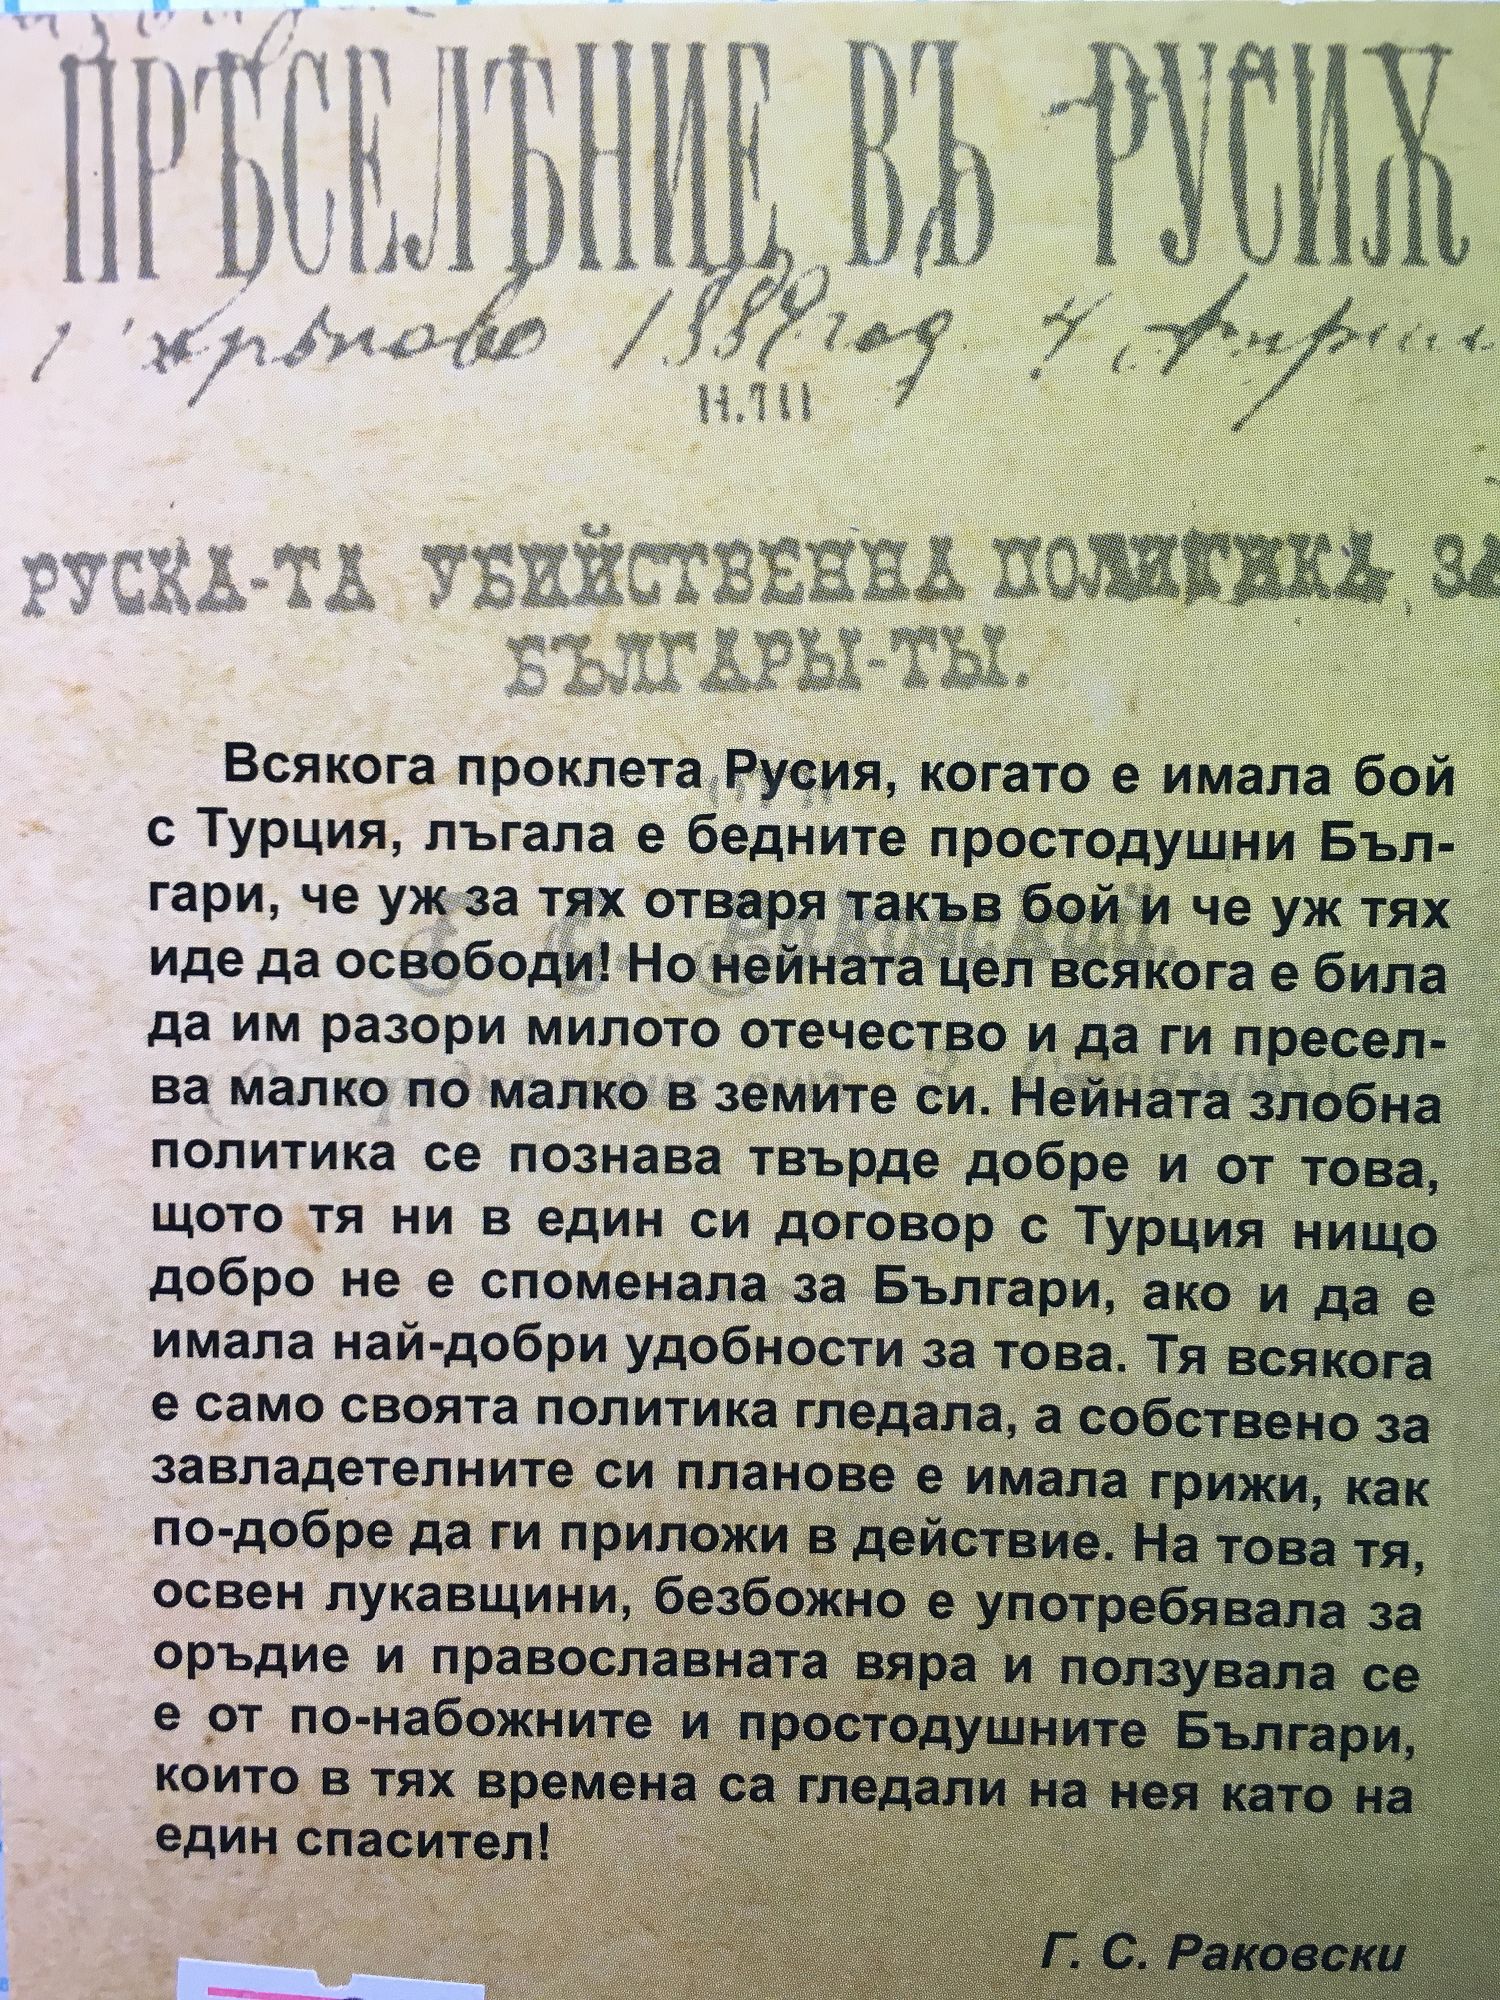 ПРѢСЕЛѢНИЕ ВЪ РУСИѪ
1887 год
ИЛИ
РУСКА-ТА УБИЙСТВЕННА ПОЛИТИКА ЗА
БЪЛГАРЫ-ТЫ.
Всякога проклета Русия, когато е имала бой
с Турция, лъгала е бедните простодушни Бъл-
гари, че уж за тях отваря такъв бой и че уж тях
иде да освободи! Но нейната цел всякога е била
да им разори милото отечество и да ги пресел-
ва малко по малко в земите си. Нейната злобна
политика се познава твърде добре и от това,
щото тя ни в един си договор с Турция нищо
добро не е споменала за Българи, ако и да е
имала най-добри удобности за това. Тя всякога
е само своята политика гледала, а собствено за
завладетелните си планове е имала грижи, как
по-добре да ги приложи в действие. На това тя,
освен лукавщини, безбожно е употребявала за
оръдие и православната вяра и ползувала се
е от по-набожните и простодушните Българи,
които в тях времена са гледали на нея като на
един спасител!
Г. С. Раковски